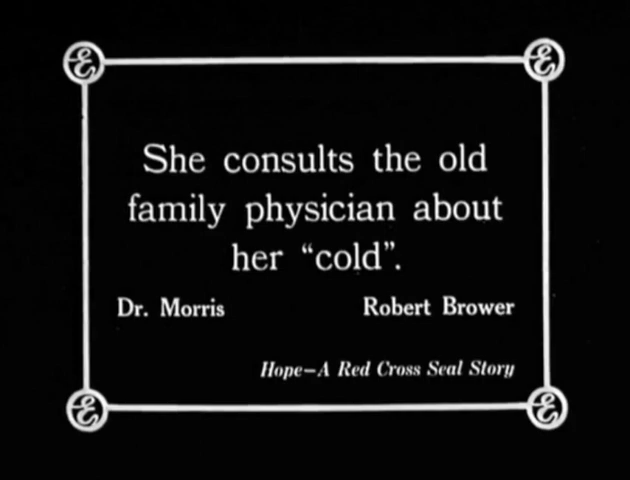 She consults the old
family physician about
her “cold”.
Dr. Morris Robert Brower
Hope—A Red Cross Seal Story